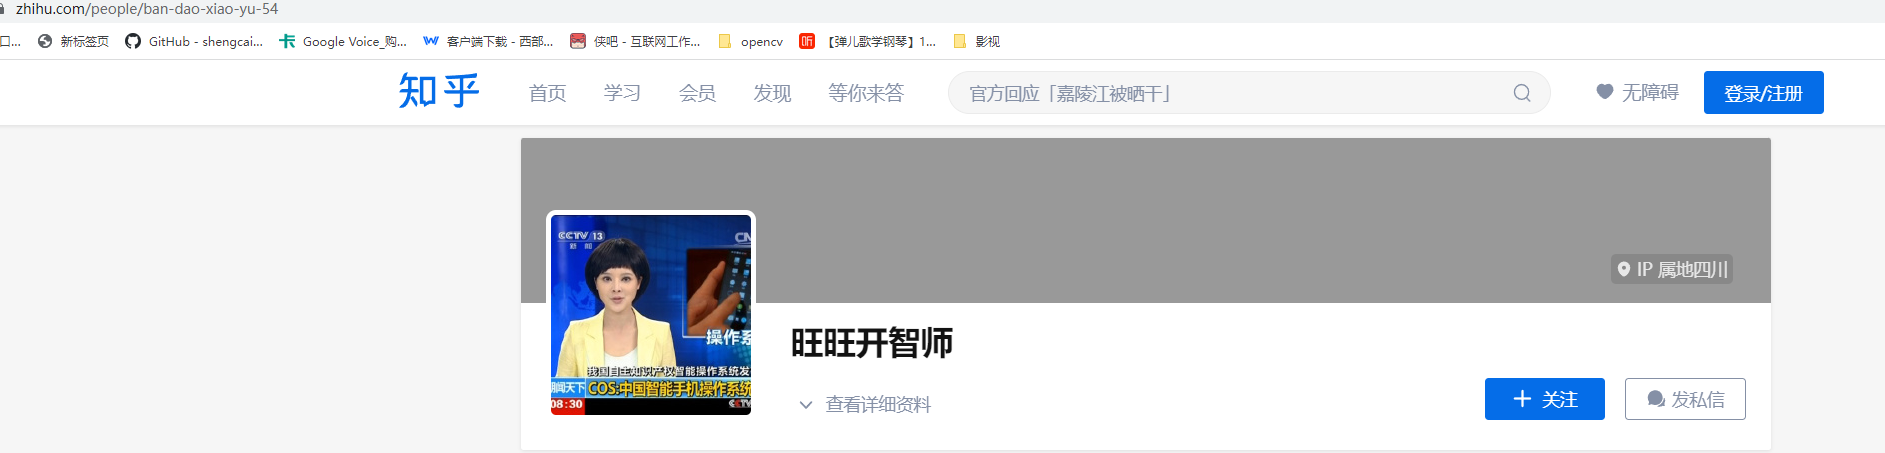 zhihu.com/people/ban-dao-xiao-yu-54
口... 新标签页 GitHub - shengcai... Google Voice_购... 客户端下载 - 西部... 侠吧 - 互联网工作... opencv 【弹儿歌学钢琴】1... 影视
知乎 首页 学习 会员 发现 等你来答 官方回应「嘉陵江被晒干」 无障碍 登录/注册
IP 属地四川
CCTV 13
新闻
操作系
我国自主知识产权智能操作系统发
闻天下 COS:中国智能手机操作系统
08:30
旺旺开智师
查看详细资料
关注 发私信